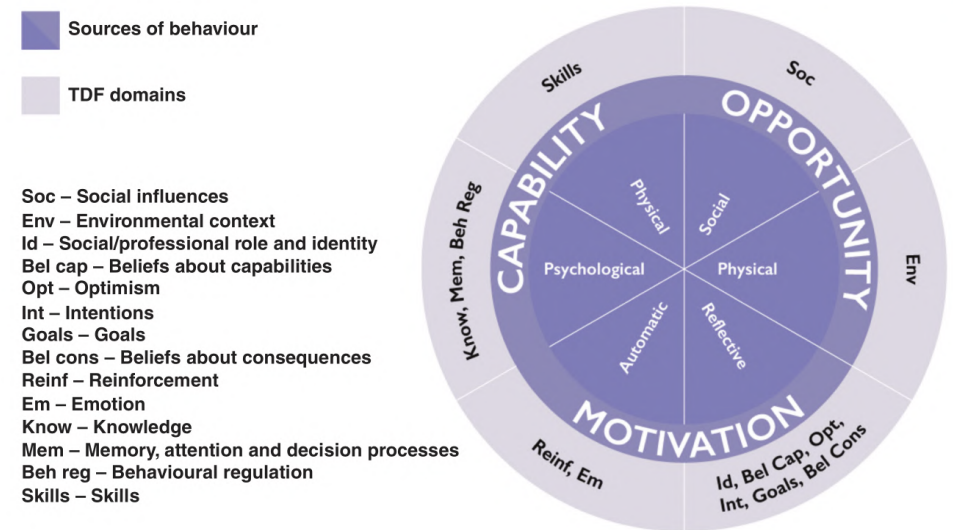 Sources of behaviour
TDF domains
Soc – Social influences
Env – Environmental context
Id – Social/professional role and identity
Bel cap – Beliefs about capabilities
Opt – Optimism
Int – Intentions
Goals – Goals
Bel cons – Beliefs about consequences
Reinf – Reinforcement
Em – Emotion
Know – Knowledge
Mem – Memory, attention and decision processes
Beh reg – Behavioural regulation
Skills – Skills
Skills
Soc
Know, Mem, Beh Reg
Env
Reinf, Em
Id, Bel Cap, Opt,
Int, Goals, Bel Cons
CAPABILITY
OPPORTUNITY
MOTIVATION
Physical
Social
Psychological
Physical
Automatic
Reflective